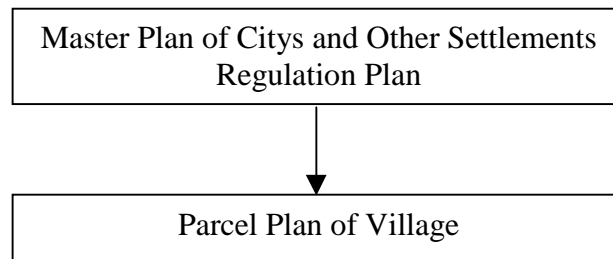 Master Plan of Citys and Other Settlements
Regulation Plan
Parcel Plan of Village